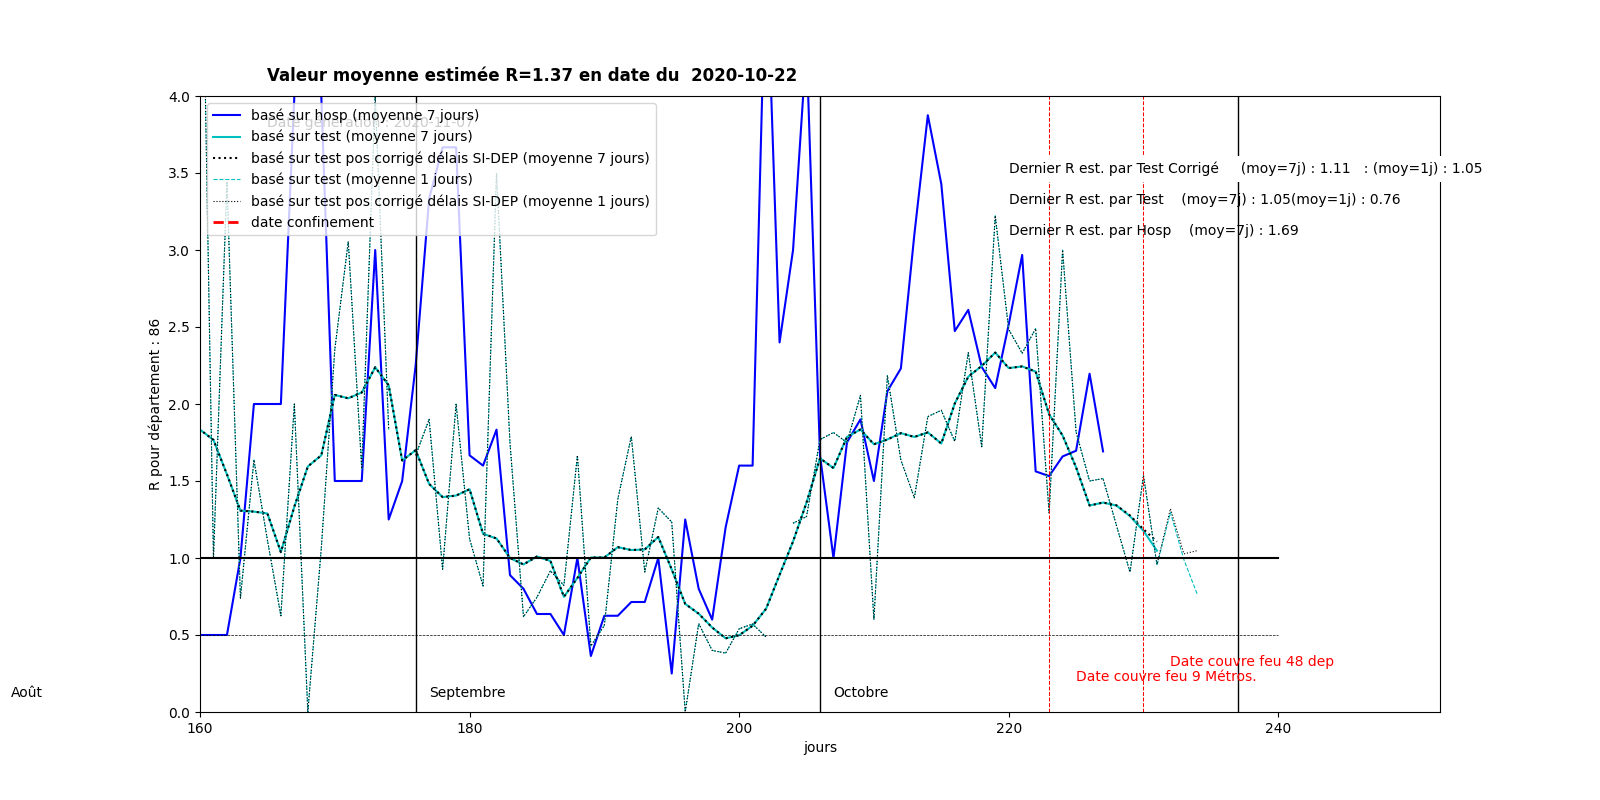 Valeur moyenne estimée R=1.37 en date du  2020-10-22
Date génération : 2020-11-07
basé sur hosp (moyenne 7 jours)
basé sur test (moyenne 7 jours)
basé sur test pos corrigé délais SI-DEP (moyenne 7 jours)
basé sur test (moyenne 1 jours)
basé sur test pos corrigé délais SI-DEP (moyenne 1 jours)
date confinement
Dernier R est. par Test Corrigé     (moy=7j) : 1.11   : (moy=1j) : 1.05
Dernier R est. par Test    (moy=7j) : 1.05(moy=1j) : 0.76
Dernier R est. par Hosp    (moy=7j) : 1.69
4.0
3.5
3.0
2.5
2.0
1.5
1.0
0.5
0.0
R pour département : 86
Date couvre feu 48 dep
Date couvre feu 9 Métros.
Août
Septembre
Octobre
160
180
200
220
240
jours